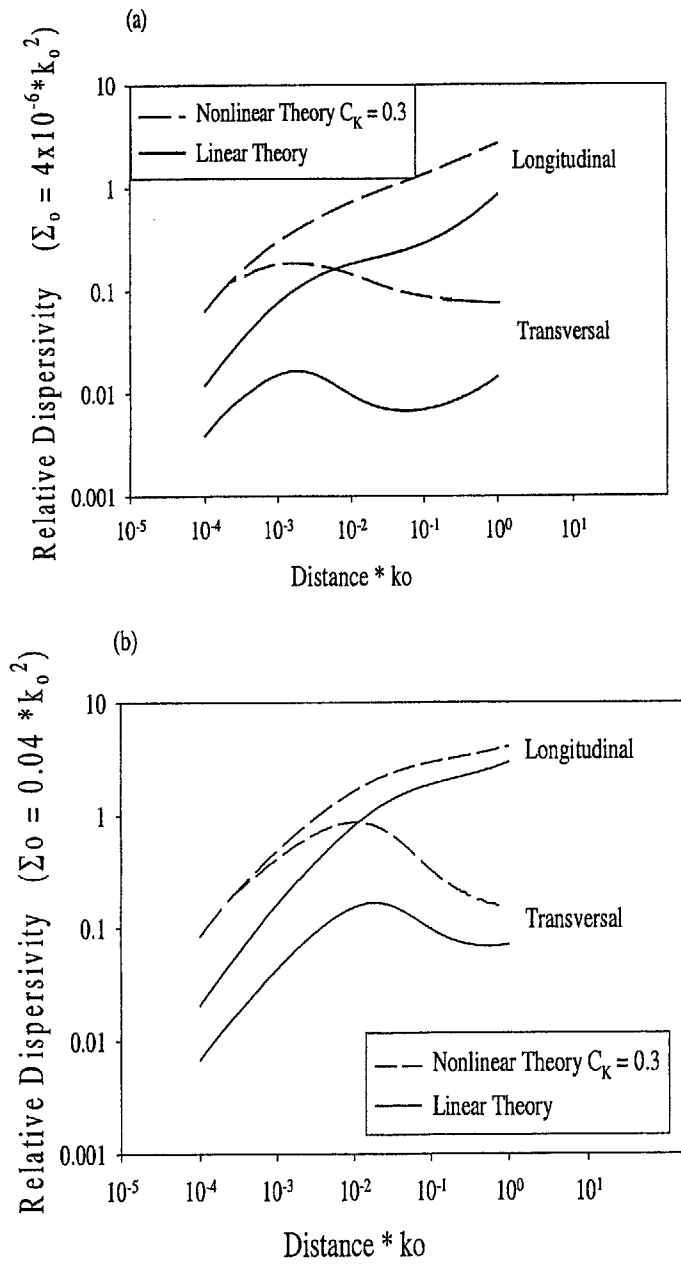 (a)
Relative Dispersivity (Σₒ = 4x10⁻⁶*kₒ²)
10
1
0.1
0.01
0.001
Nonlinear Theory C_K = 0.3
Linear Theory
Longitudinal
Transversal
10⁻⁵ 10⁻⁴ 10⁻³ 10⁻² 10⁻¹ 10⁰ 10¹
Distance * ko
(b)
Relative Dispersivity (Σo = 0.04 *kₒ²)
10
1
0.1
0.01
0.001
Longitudinal
Transversal
Nonlinear Theory C_K = 0.3
Linear Theory
10⁻⁵ 10⁻⁴ 10⁻³ 10⁻² 10⁻¹ 10⁰ 10¹
Distance * ko